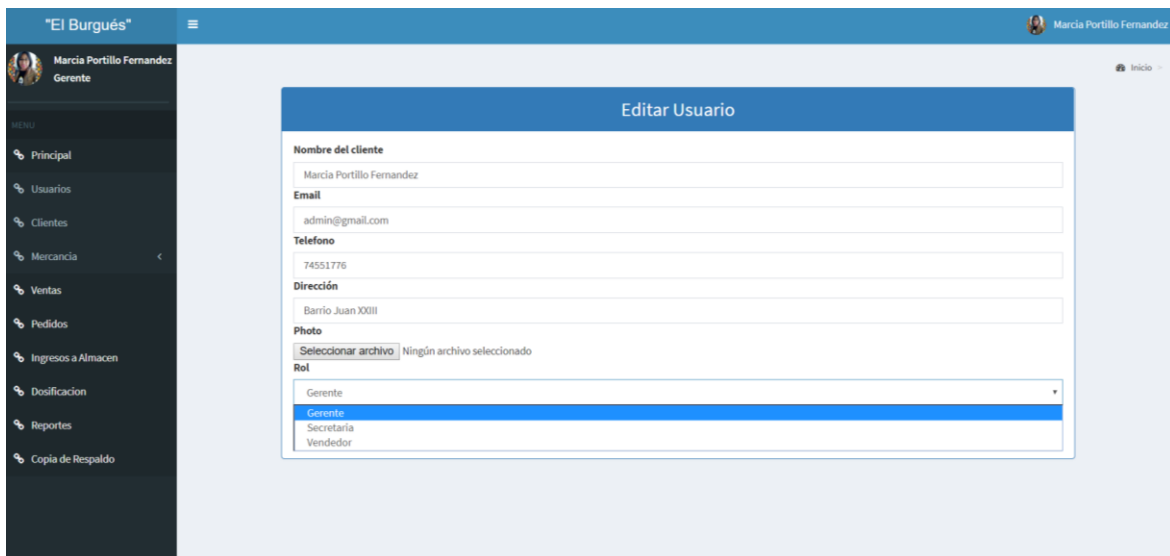 "El Burgués"
Marcia Portillo Fernandez
Marcia Portillo Fernandez
Gerente
Inicio
MENU
Principal
Usuarios
Clientes
Mercancía
Ventas
Pedidos
Ingresos a Almacen
Dosificacion
Reportes
Copia de Respaldo
Editar Usuario
Nombre del cliente
Marcia Portillo Fernandez
Email
admin@gmail.com
Telefono
74551776
Dirección
Barrio Juan XXIII
Photo
Seleccionar archivo Ningún archivo seleccionado
Rol
Gerente
Gerente
Secretaria
Vendedor